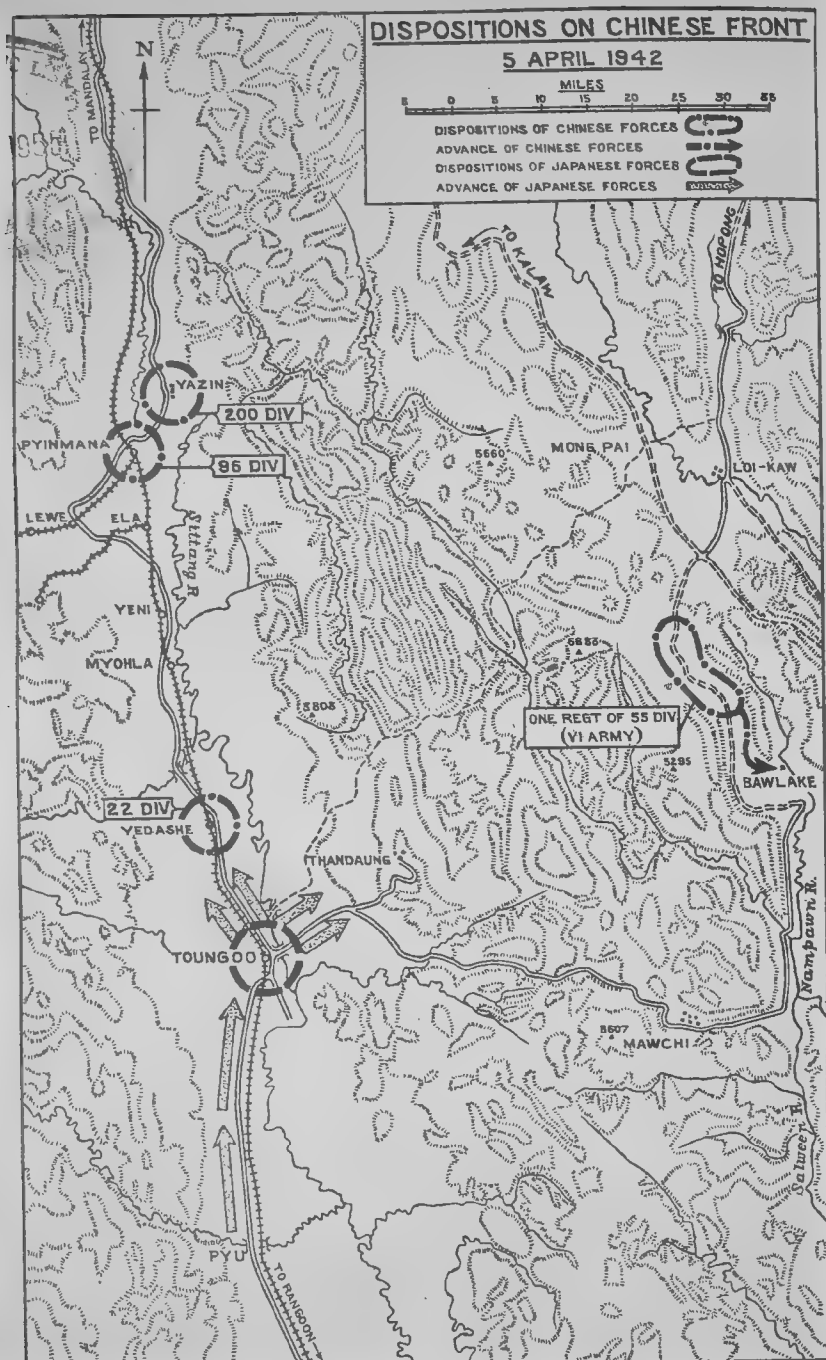 DISPOSITIONS ON CHINESE FRONT
5 APRIL 1942
MILES
5 0 5 10 15 20 25 30 35
DISPOSITIONS OF CHINESE FORCES
ADVANCE OF CHINESE FORCES
DISPOSITIONS OF JAPANESE FORCES
ADVANCE OF JAPANESE FORCES
N
TO MANDALAY
TO KALAW
TO HOPONG
YAZIN
200 DIV
PYINMANA
96 DIV
5660
MONG PAI
LOI-KAW
LEWE
ELA
Sittang R
YENI
MYOHLA
5808
ONE REGT OF 55 DIV
(VI ARMY)
BAWLAKE
22 DIV
YEDASHE
THANDAUNG
TOUNGOO
Nampawn R.
MAWCHI
Salween R.
PYU
TO RANGOON